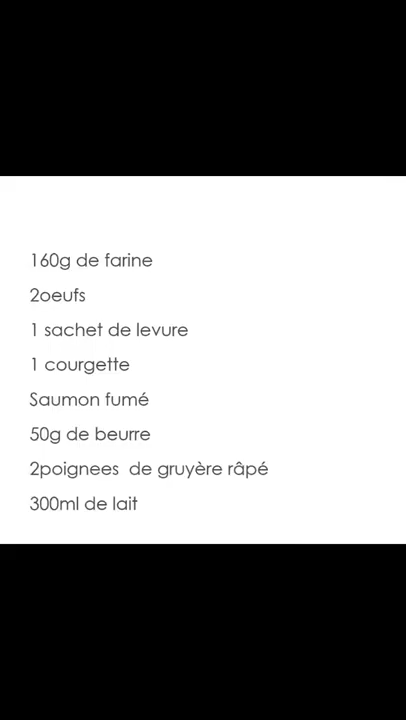 160g de farine
2oeufs
1 sachet de levure
1 courgette
Saumon fumé
50g de beurre
2poignees  de gruyère râpé
300ml de lait